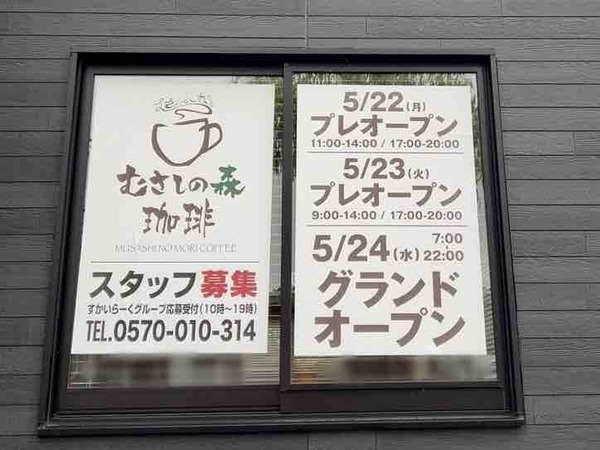 むさしの森
珈琲
MUSASHI NO MORI COFFEE
スタッフ募集
すかいらーくグループ応募受付(10時～19時)
TEL.0570-010-314
5/22(月)
プレオープン
11:00-14:00 / 17:00-20:00
5/23(火)
プレオープン
9:00-14:00 / 17:00-20:00
5/24(水) 7:00-22:00
グランド
オープン